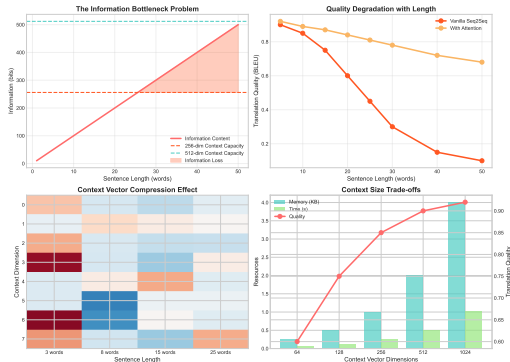 The Information Bottleneck Problem
Information (bits)
500
400
300
200
100
0
0
10
20
30
40
50
Sentence Length (words)
Information Content
256-dim Context Capacity
512-dim Context Capacity
Information Loss
Quality Degradation with Length
Translation Quality (BLEU)
0.8
0.6
0.4
0.2
10
20
30
40
50
Sentence Length (words)
Vanilla Seq2Seq
With Attention
Context Vector Compression Effect
Context Dimension
0
1
2
3
4
5
6
7
3 words
8 words
15 words
25 words
Sentence Length
Context Size Trade-offs
Resources
4.0
3.5
3.0
2.5
2.0
1.5
1.0
0.5
0.0
Memory (KB)
Time (s)
Quality
64
128
256
512
1024
Context Vector Dimensions
0.90
0.85
0.80
0.75
0.70
0.65
0.60
Translation Quality